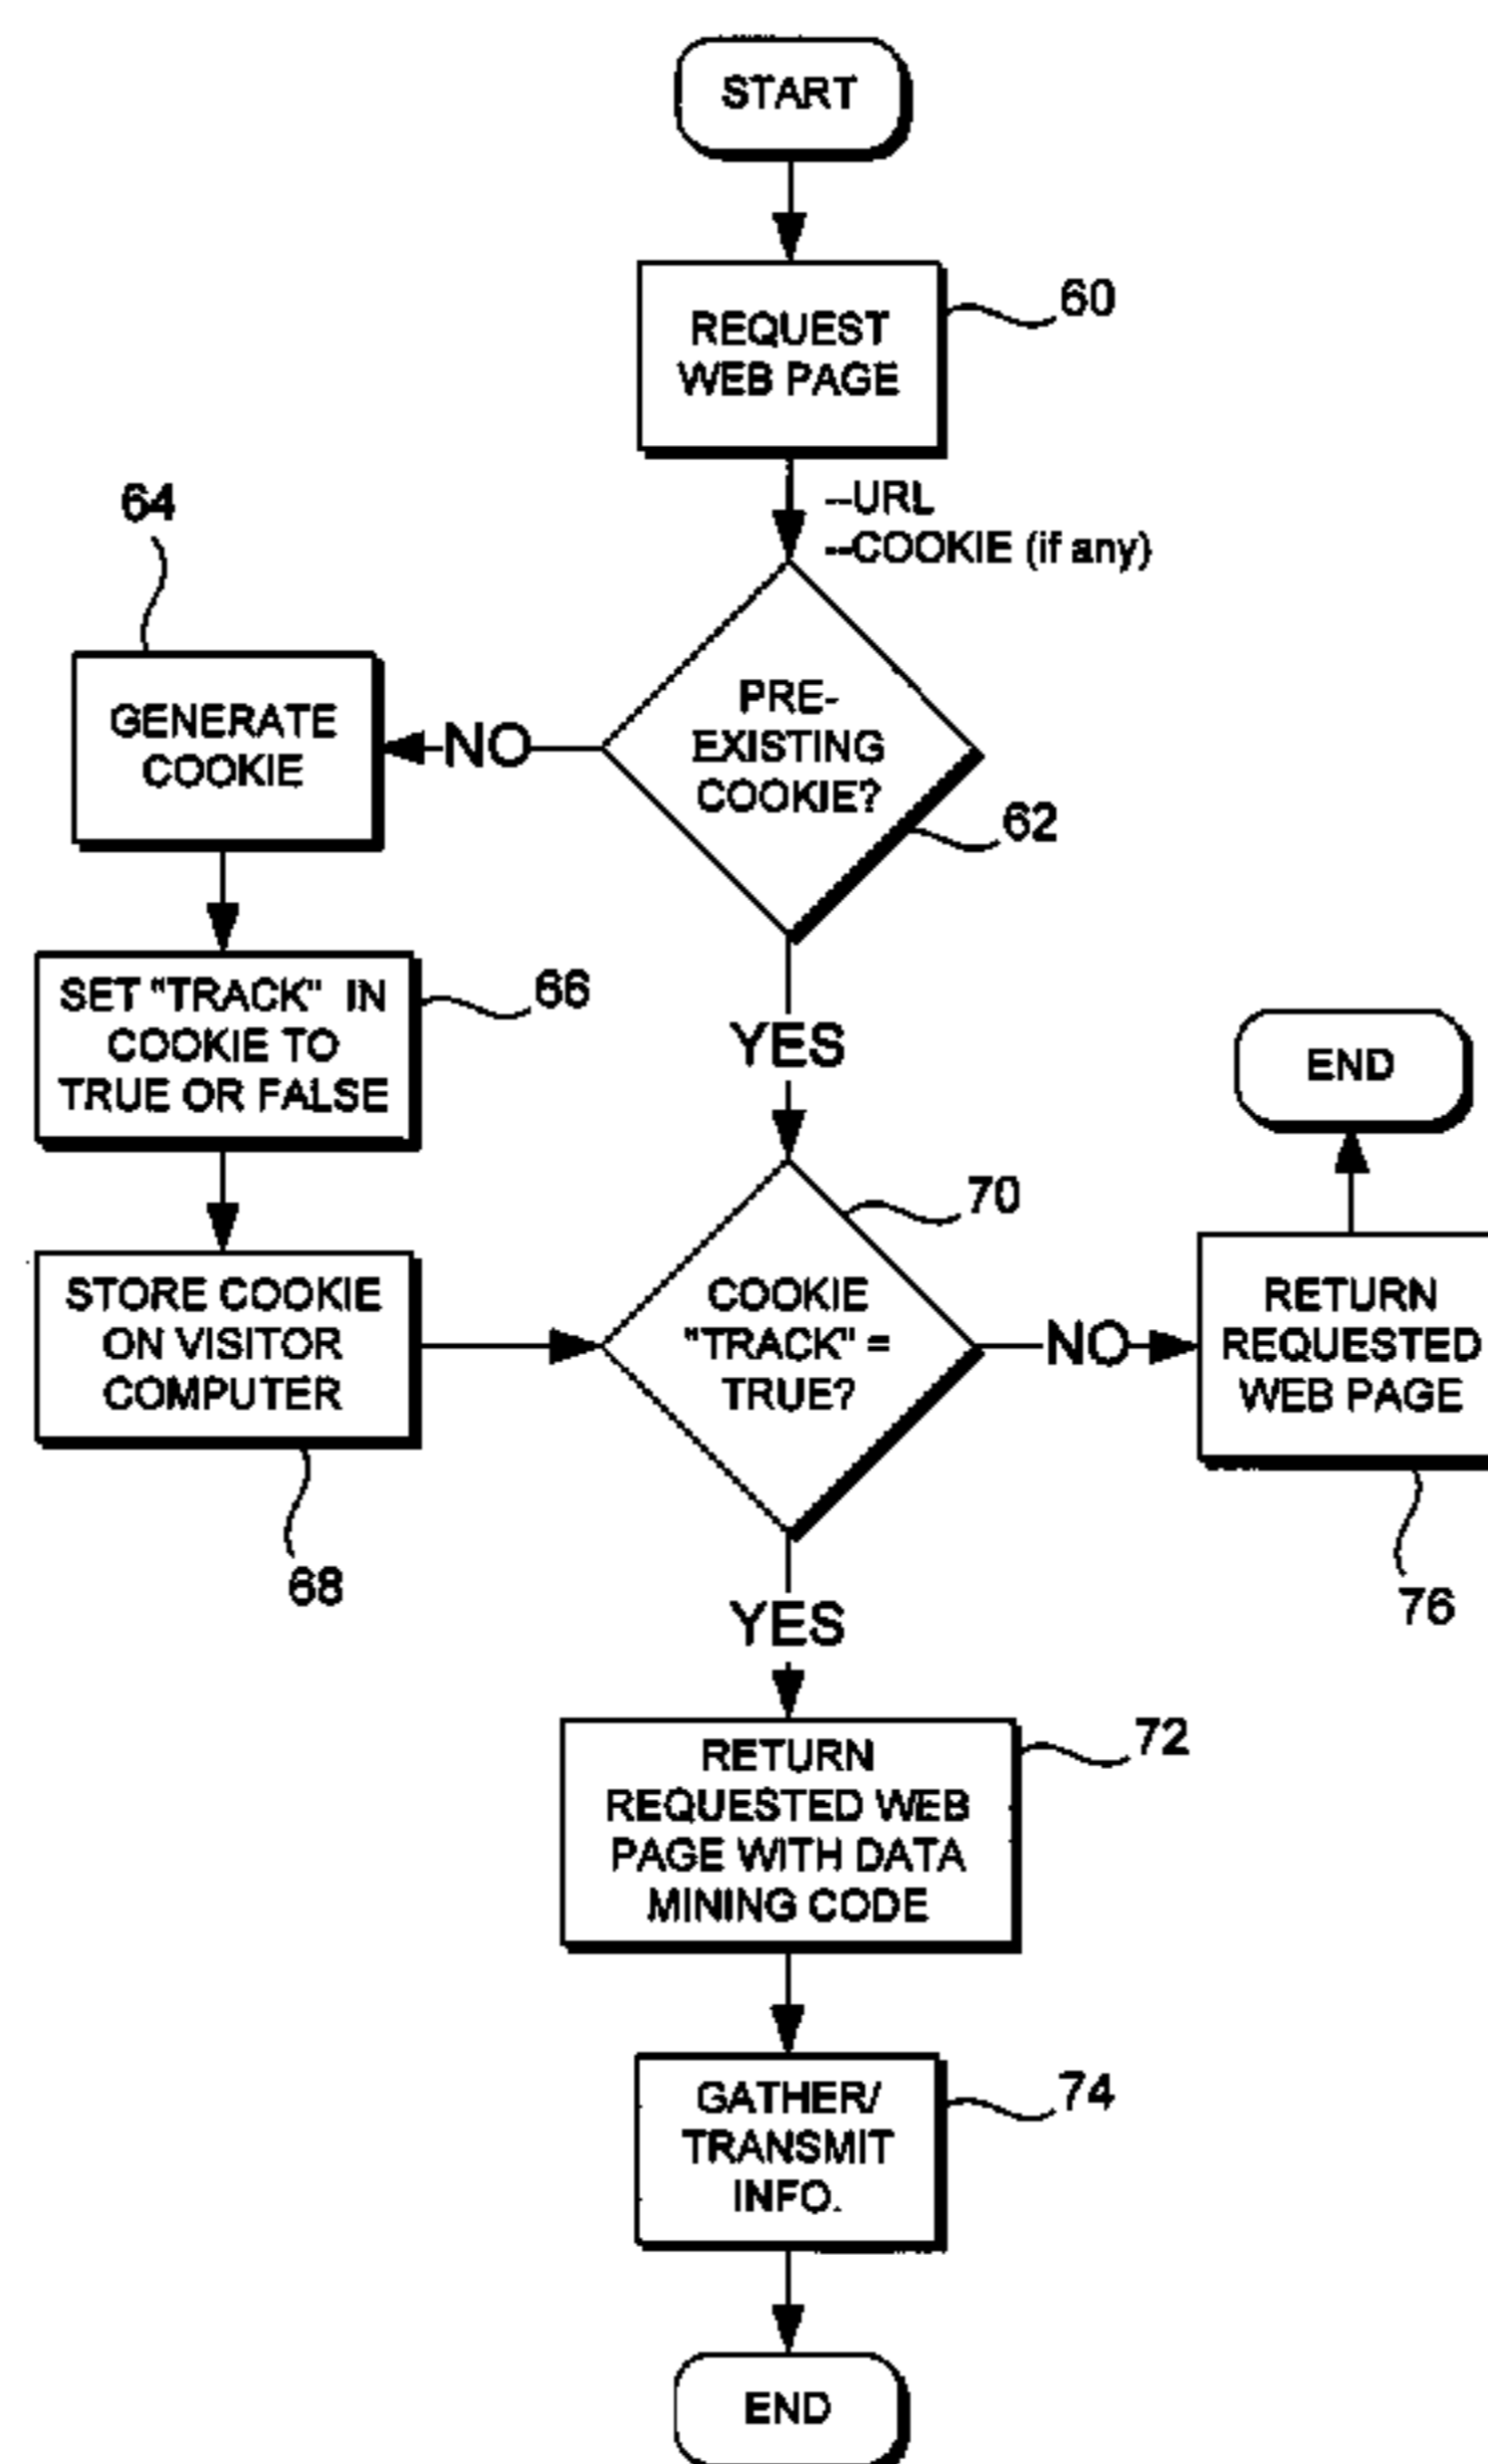 START
REQUEST
WEB PAGE
60
--URL
--COOKIE (if any)
64
GENERATE
COOKIE
NO
PRE-
EXISTING
COOKIE?
62
SET "TRACK" IN
COOKIE TO
TRUE OR FALSE
66
YES
END
STORE COOKIE
ON VISITOR
COMPUTER
68
70
COOKIE
"TRACK" =
TRUE?
NO
RETURN
REQUESTED
WEB PAGE
76
YES
RETURN
REQUESTED WEB
PAGE WITH DATA
MINING CODE
72
GATHER/
TRANSMIT
INFO.
74
END